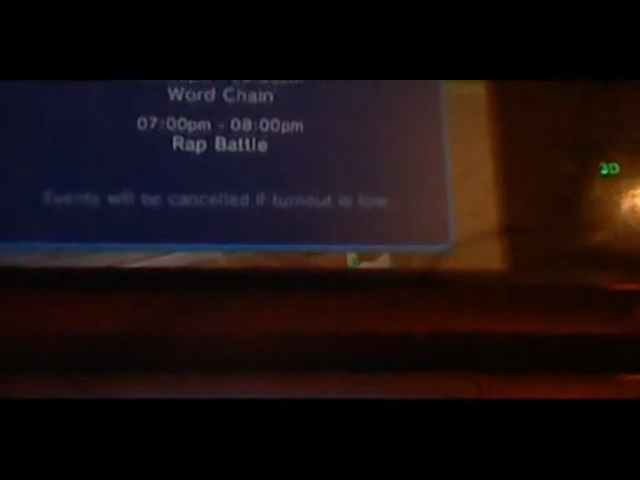 Word Chain
07:00pm - 08:00pm
Rap Battle
Events will be cancelled if turnout is low.
3D